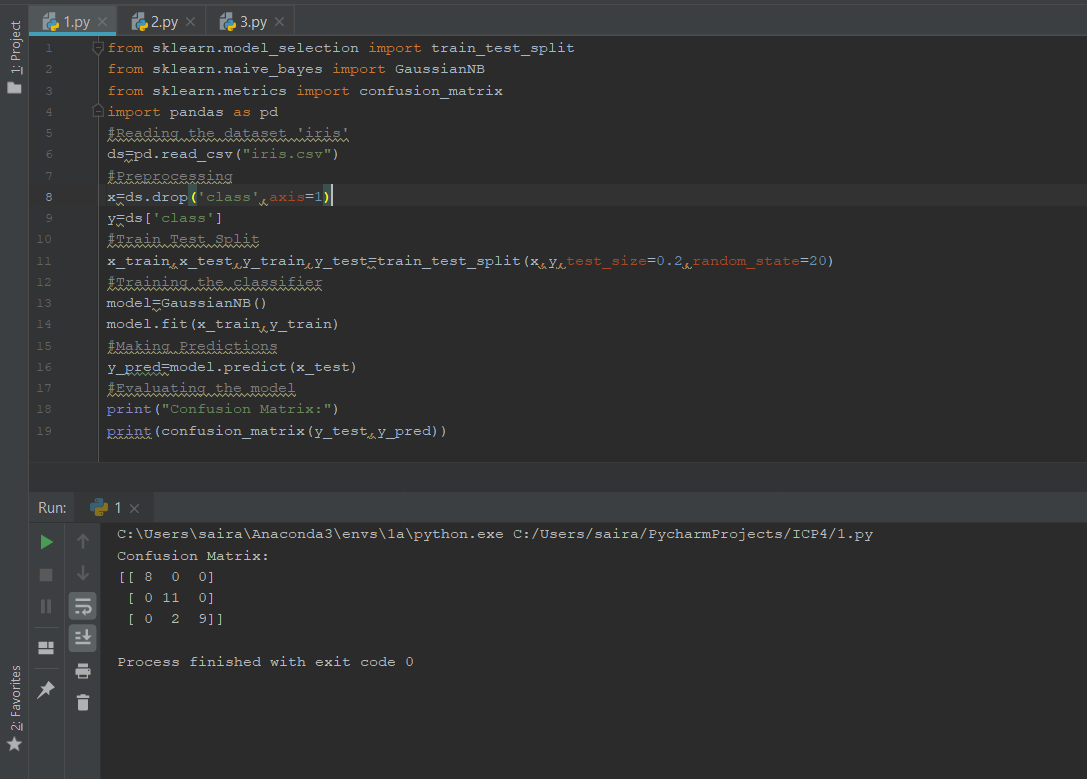 1: Project
1.py
2.py
3.py
1 from sklearn.model_selection import train_test_split
2 from sklearn.naive_bayes import GaussianNB
3 from sklearn.metrics import confusion_matrix
4 import pandas as pd
5 #Reading the dataset 'iris'
6 ds=pd.read_csv("iris.csv")
7 #Preprocessing
8 x=ds.drop('class',axis=1)
9 y=ds['class']
10 #Train Test Split
11 x_train,x_test,y_train,y_test=train_test_split(x,y,test_size=0.2,random_state=20)
12 #Training the classifier
13 model=GaussianNB()
14 model.fit(x_train,y_train)
15 #Making Predictions
16 y_pred=model.predict(x_test)
17 #Evaluating the model
18 print("Confusion Matrix:")
19 print(confusion_matrix(y_test,y_pred))
Run: 1
C:\Users\saira\Anaconda3\envs\1a\python.exe C:/Users/saira/PycharmProjects/ICP4/1.py
Confusion Matrix:
[[ 8  0  0]
 [ 0 11  0]
 [ 0  2  9]]
Process finished with exit code 0
2: Favorites